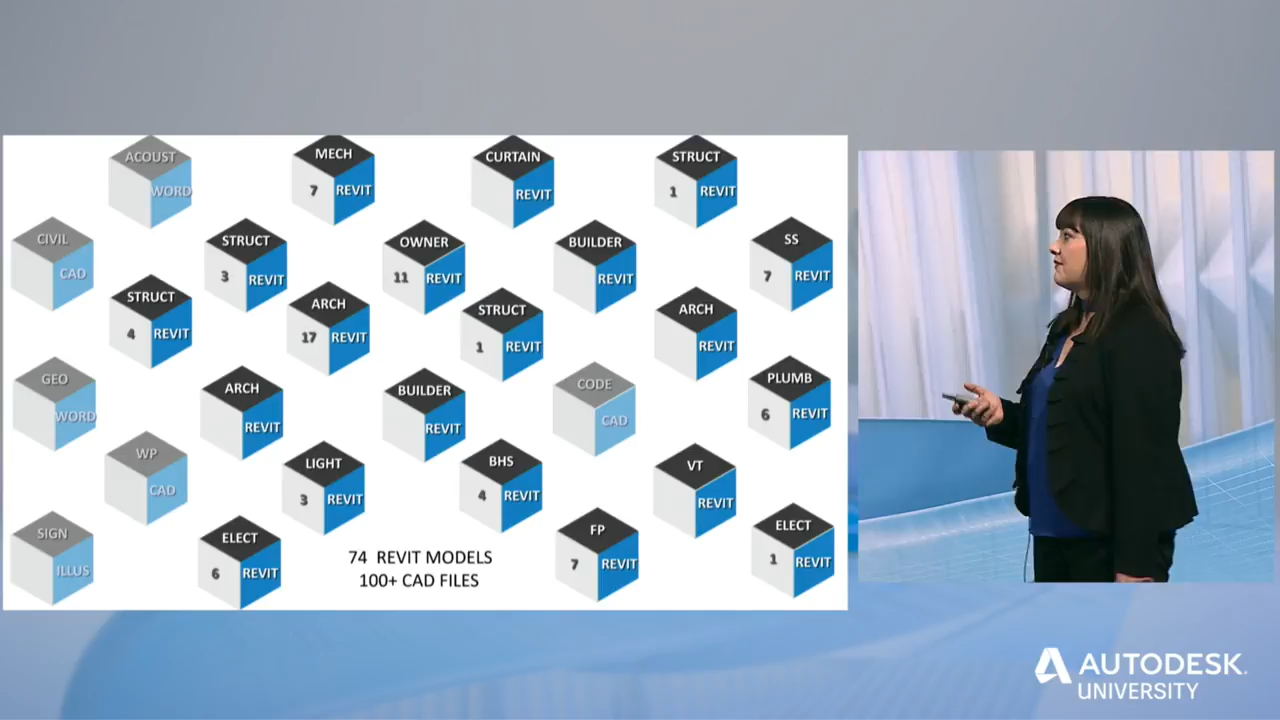 ACOUST
WORD
MECH
7 REVIT
CURTAIN
REVIT
STRUCT
1 REVIT
CIVIL
CAD
STRUCT
3 REVIT
OWNER
11 REVIT
BUILDER
REVIT
SS
7 REVIT
STRUCT
4 REVIT
ARCH
17 REVIT
STRUCT
1 REVIT
ARCH
REVIT
GEO
WORD
ARCH
REVIT
BUILDER
REVIT
CODE
CAD
PLUMB
6 REVIT
WP
CAD
LIGHT
3 REVIT
BHS
4 REVIT
VT
REVIT
SIGN
ILLUS
ELECT
6 REVIT
FP
7 REVIT
ELECT
1 REVIT
74 REVIT MODELS
100+ CAD FILES
AUTODESK
UNIVERSITY